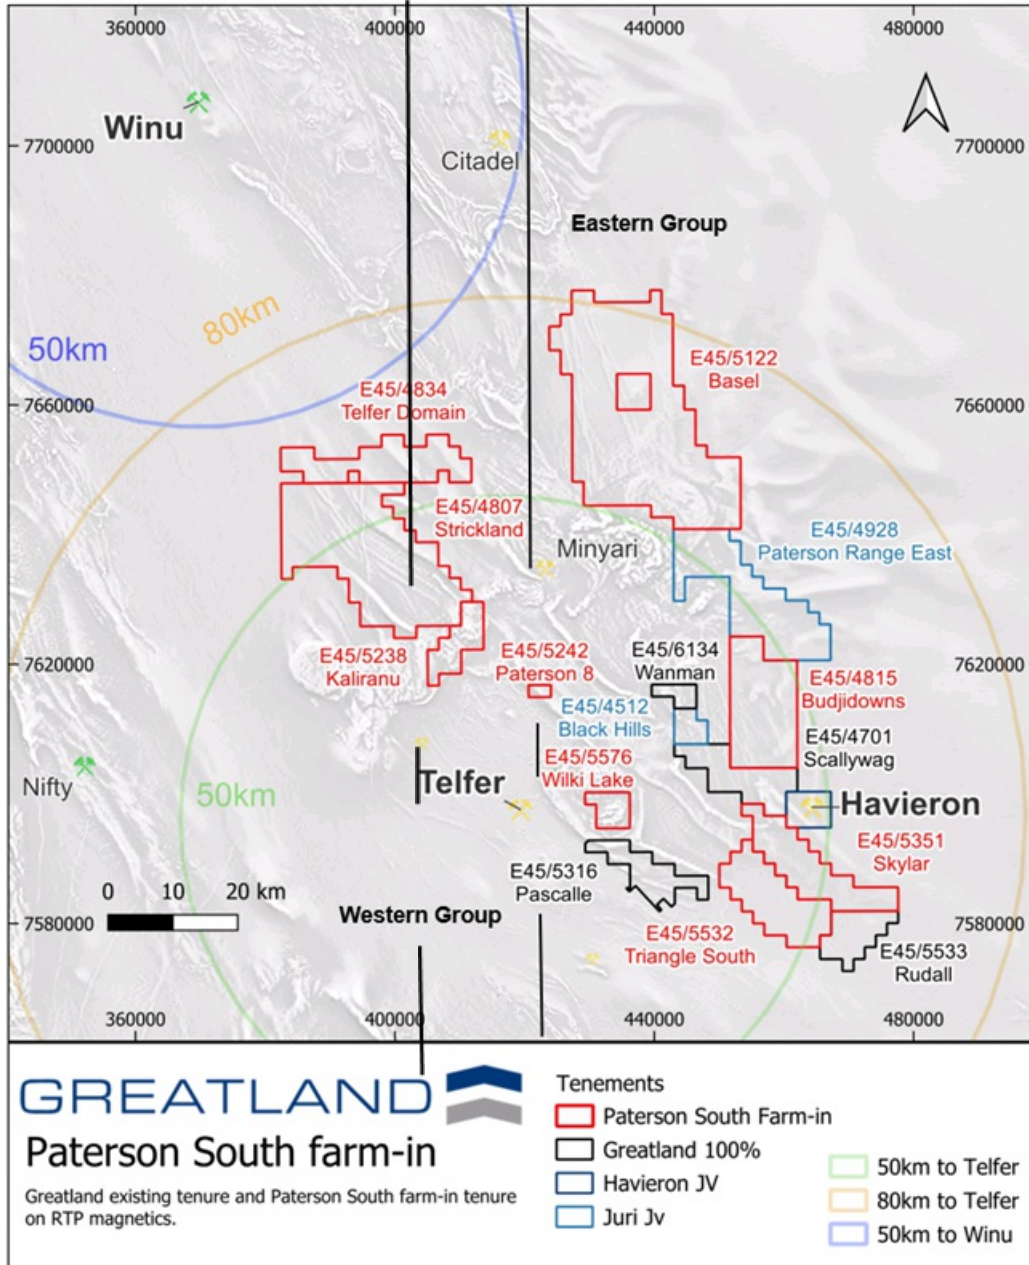 360000
400000
440000
480000
Winu
7700000
7700000
Citadel
Eastern Group
80km
50km
E45/5122
Basel
E45/4834
Telfer Domain
7660000
7660000
E45/4807
Strickland
E45/4928
Paterson Range East
Minyari
7620000
7620000
E45/5238
Kaliranu
E45/5242
Paterson 8
E45/6134
Wanman
E45/4815
Budjidowns
E45/4512
Black Hills
E45/4701
Scallywag
E45/5576
Wilki Lake
Nifty
50km
Telfer
Havieron
E45/5351
Skylar
E45/5316
Pascalle
0 10 20 km
Western Group
7580000
7580000
E45/5532
Triangle South
E45/5533
Rudall
360000
400000
440000
480000
GREATLAND
Paterson South farm-in
Greatland existing tenure and Paterson South farm-in tenure
on RTP magnetics.
Tenements
Paterson South Farm-in
Greatland 100%
Havieron JV
Juri Jv
50km to Telfer
80km to Telfer
50km to Winu